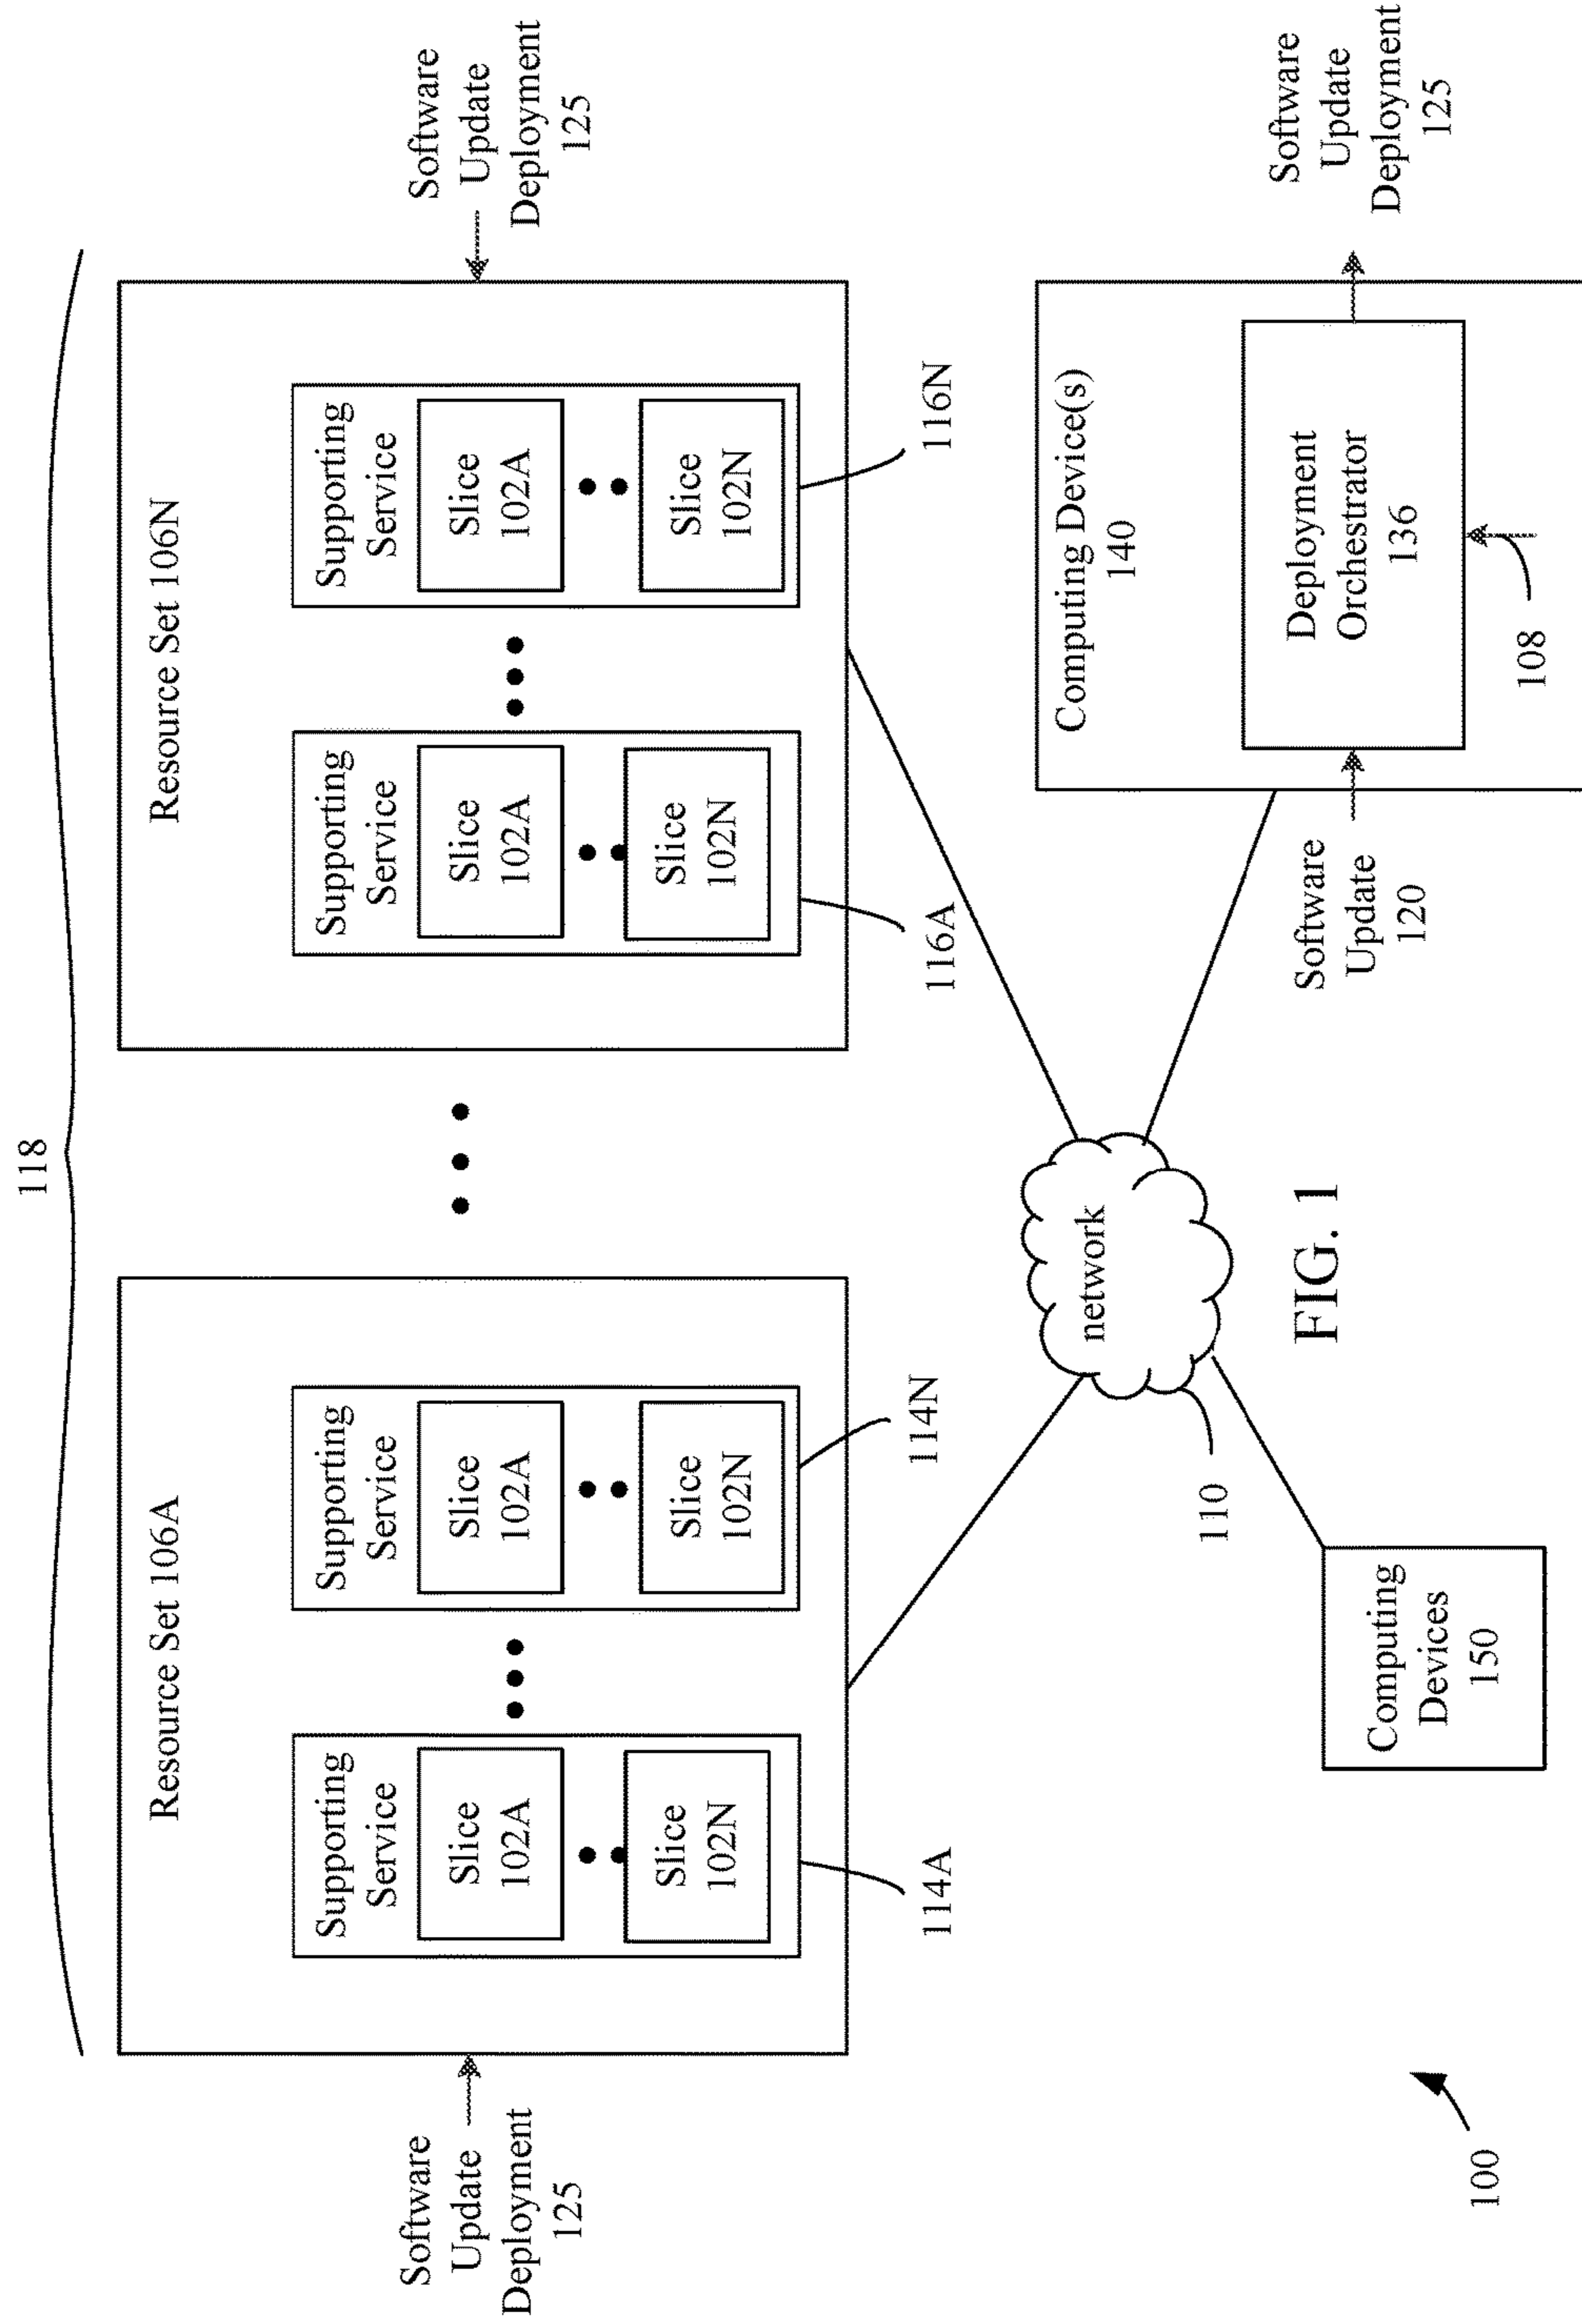 118
Resource Set 106A
Supporting
Service
Slice
102A
Slice
102N
114A
Supporting
Service
Slice
102A
Slice
102N
114N
Software
Update
Deployment
125
Resource Set 106N
Supporting
Service
Slice
102A
Slice
102N
116A
Supporting
Service
Slice
102A
Slice
102N
116N
Software
Update
Deployment
125
network
110
Computing
Devices
150
Computing Device(s)
140
Deployment
Orchestrator
136
108
Software
Update
120
Software
Update
Deployment
125
100
FIG. 1